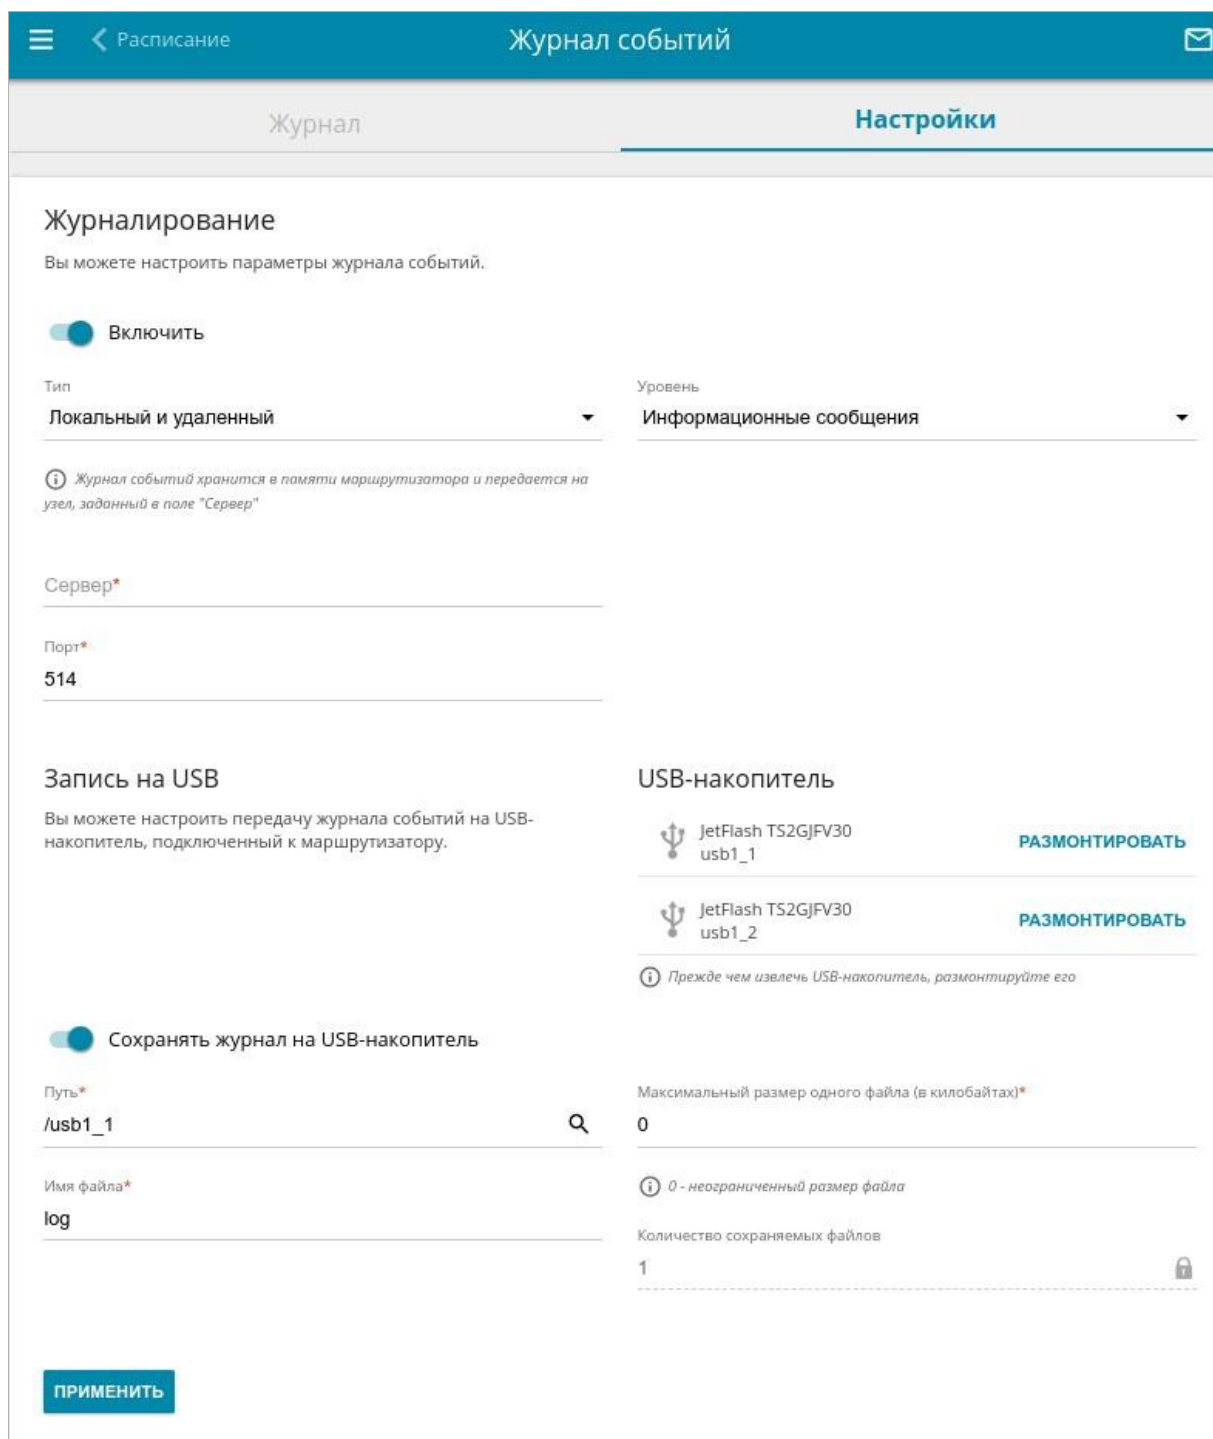 Расписание
Журнал событий
Журнал
Настройки
Журналирование
Вы можете настроить параметры журнала событий.
Включить
Тип
Локальный и удаленный
Уровень
Информационные сообщения
Журнал событий хранится в памяти маршрутизатора и передается на
узел, заданный в поле "Сервер"
Сервер*
Порт*
514
Запись на USB
Вы можете настроить передачу журнала событий на USB-
накопитель, подключенный к маршрутизатору.
USB-накопитель
JetFlash TS2GJFV30
usb1_1
РАЗМОНТИРОВАТЬ
JetFlash TS2GJFV30
usb1_2
РАЗМОНТИРОВАТЬ
Прежде чем извлечь USB-накопитель, размонтируйте его
Сохранять журнал на USB-накопитель
Путь*
/usb1_1
Максимальный размер одного файла (в килобайтах)*
0
Имя файла*
log
0 - неограниченный размер файла
Количество сохраняемых файлов
1
ПРИМЕНИТЬ